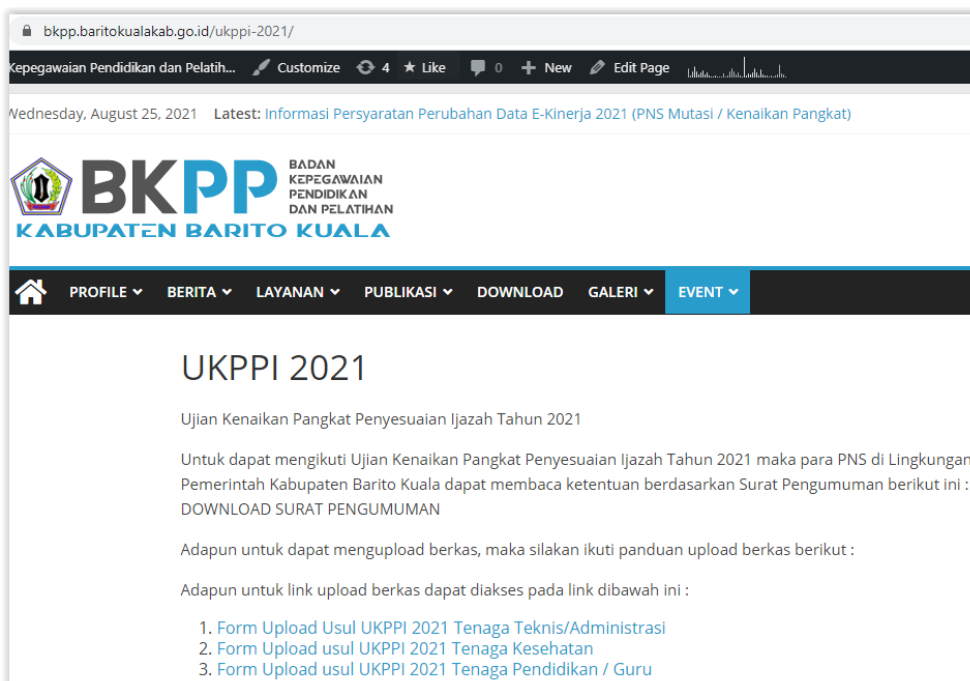 bkpp.baritokualakab.go.id/ukppi-2021/
Kepegawaian Pendidikan dan Pelatih... Customize 4 Like 0 New Edit Page
Wednesday, August 25, 2021 Latest: Informasi Persyaratan Perubahan Data E-Kinerja 2021 (PNS Mutasi / Kenaikan Pangkat)
BKPP
BADAN
KEPEGAWAIAN
PENDIDIKAN
DAN PELATIHAN
KABUPATEN BARITO KUALA
PROFILE BERITA LAYANAN PUBLIKASI DOWNLOAD GALERI EVENT
UKPPI 2021
Ujian Kenaikan Pangkat Penyesuaian Ijazah Tahun 2021
Untuk dapat mengikuti Ujian Kenaikan Pangkat Penyesuaian Ijazah Tahun 2021 maka para PNS di Lingkungan
Pemerintah Kabupaten Barito Kuala dapat membaca ketentuan berdasarkan Surat Pengumuman berikut ini :
DOWNLOAD SURAT PENGUMUMAN
Adapun untuk dapat mengupload berkas, maka silakan ikuti panduan upload berkas berikut :
Adapun untuk link upload berkas dapat diakses pada link dibawah ini :
1. Form Upload Usul UKPPI 2021 Tenaga Teknis/Administrasi
2. Form Upload usul UKPPI 2021 Tenaga Kesehatan
3. Form Upload usul UKPPI 2021 Tenaga Pendidikan / Guru